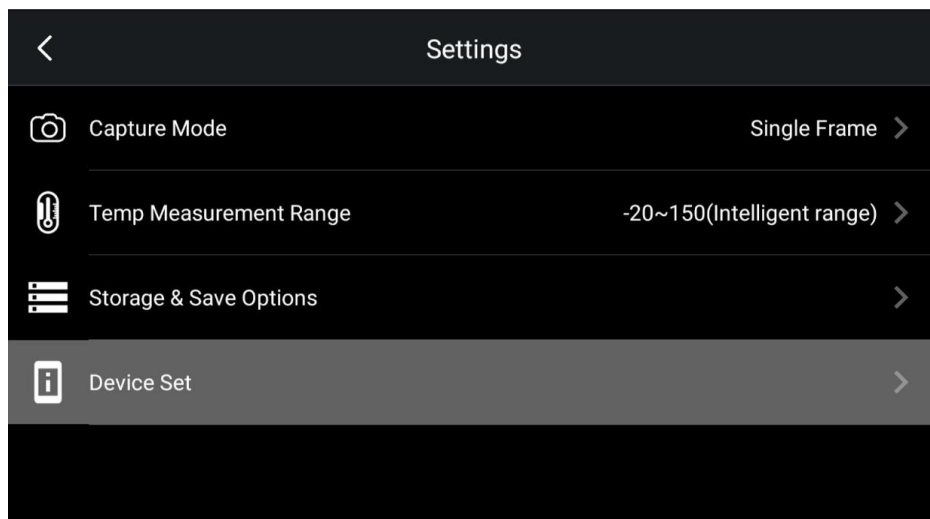 Settings
Capture Mode Single Frame
Temp Measurement Range -20~150(Intelligent range)
Storage & Save Options
Device Set